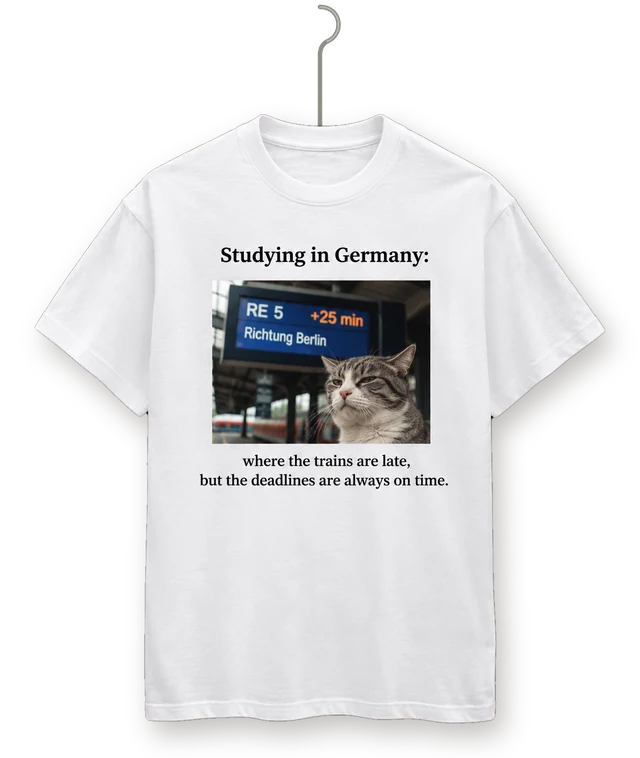 Studying in Germany:
RE 5 +25 min
Richtung Berlin
where the trains are late,
but the deadlines are always on time.